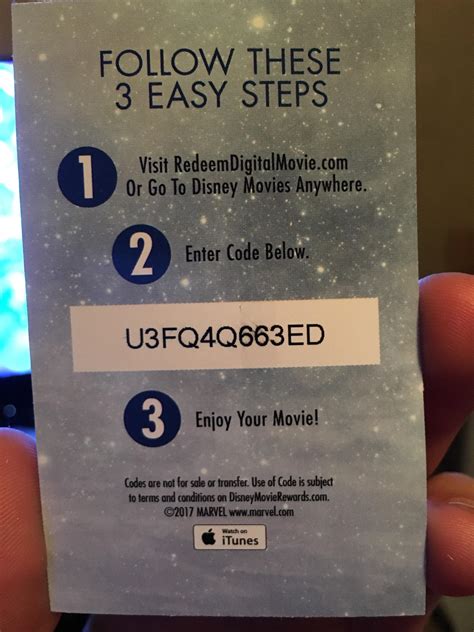 FOLLOW THESE
3 EASY STEPS
1
Visit RedeemDigitalMovie.com
Or Go To Disney Movies Anywhere.
2
Enter Code Below.
U3FQ4Q663ED
3
Enjoy Your Movie!
Codes are not for sale or transfer. Use of Code is subject
to terms and conditions on DisneyMovieRewards.com.
©2017 MARVEL www.marvel.com
Watch on
iTunes